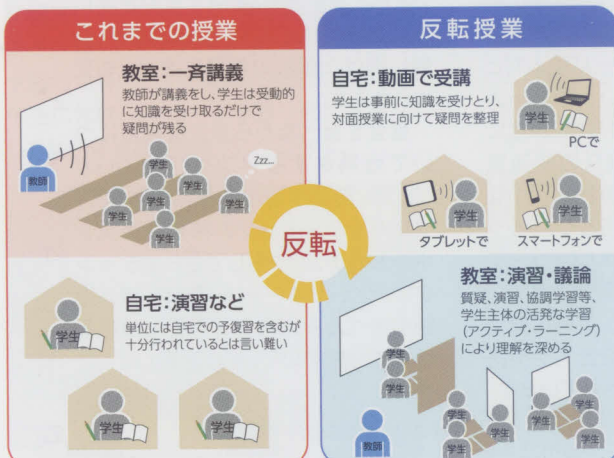 これまでの授業
教室：一斉講義
教師が講義をし、学生は受動的
に知識を受け取るだけで
疑問が残る
教師
学生
学生
学生
学生
学生
学生
Zzz...
自宅：演習など
単位には自宅での予復習を含むが
十分行われているとは言い難い
学生
学生
学生
反転
反転授業
自宅：動画で受講
学生は事前に知識を受けとり、
対面授業に向けて疑問を整理
学生
PCで
学生
タブレットで
学生
スマートフォンで
教室：演習・議論
質疑、演習、協調学習等、
学生主体の活発な学習
(アクティブ・ラーニング)
により理解を深める
学生
学生
学生
学生
学生
学生
学生
学生
教師